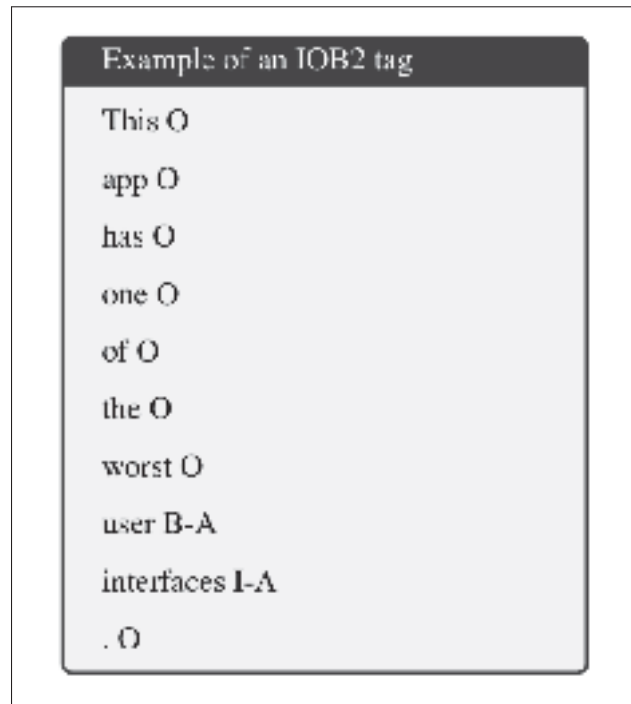 Example of an IOB2 tag
This O
app O
has O
one O
of O
the O
worst O
user B-A
interfaces I-A
. O